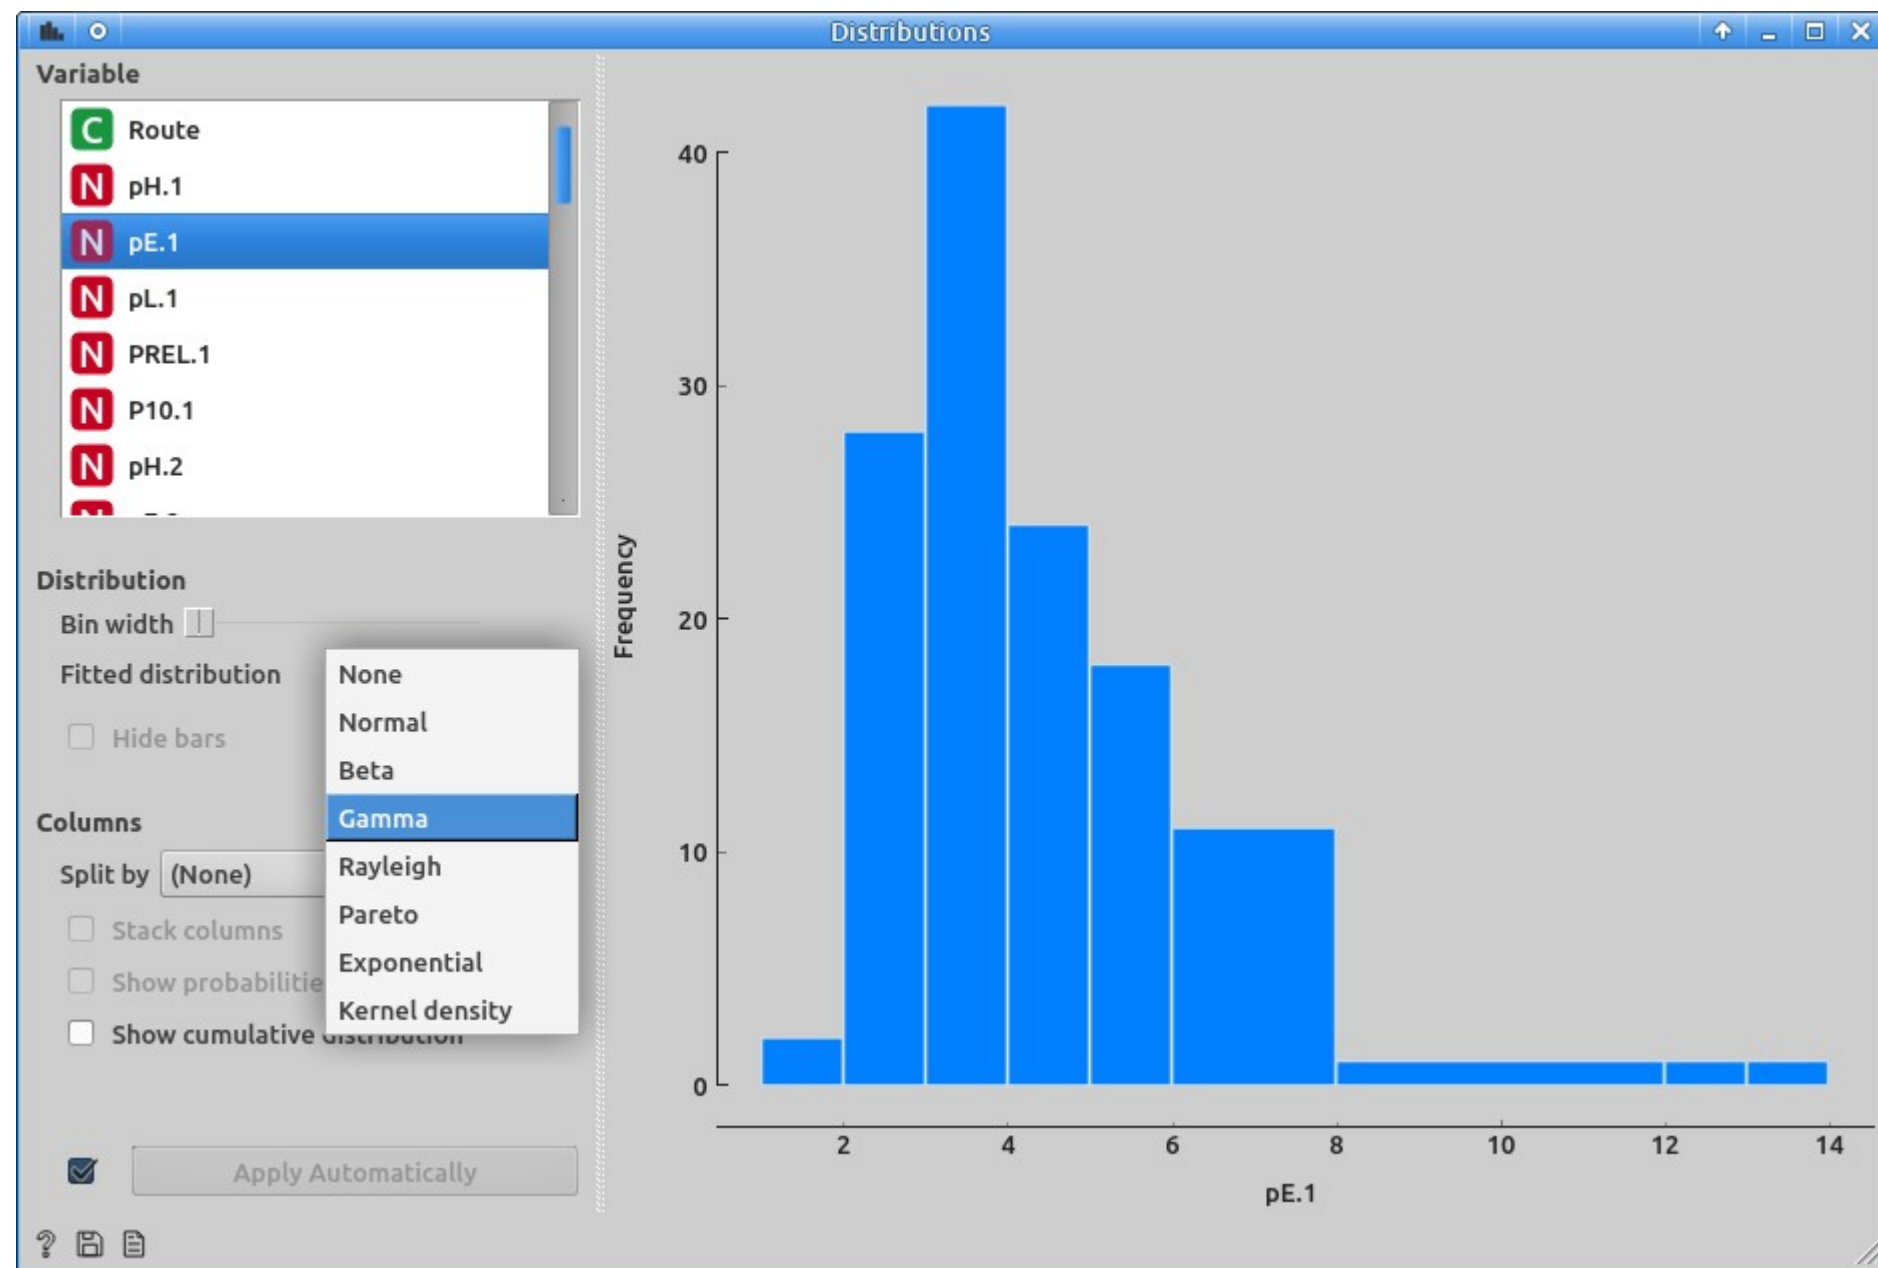 Distributions
Variable
C Route
N pH.1
N pE.1
N pL.1
N PREL.1
N P10.1
N pH.2
Distribution
Bin width
Fitted distribution
None
Normal
Beta
Gamma
Rayleigh
Pareto
Exponential
Kernel density
Hide bars
Columns
Split by (None)
Stack columns
Show probabilitie
Show cumulative distribution
Apply Automatically
Frequency
40
30
20
10
0
2 4 6 8 10 12 14
pE.1